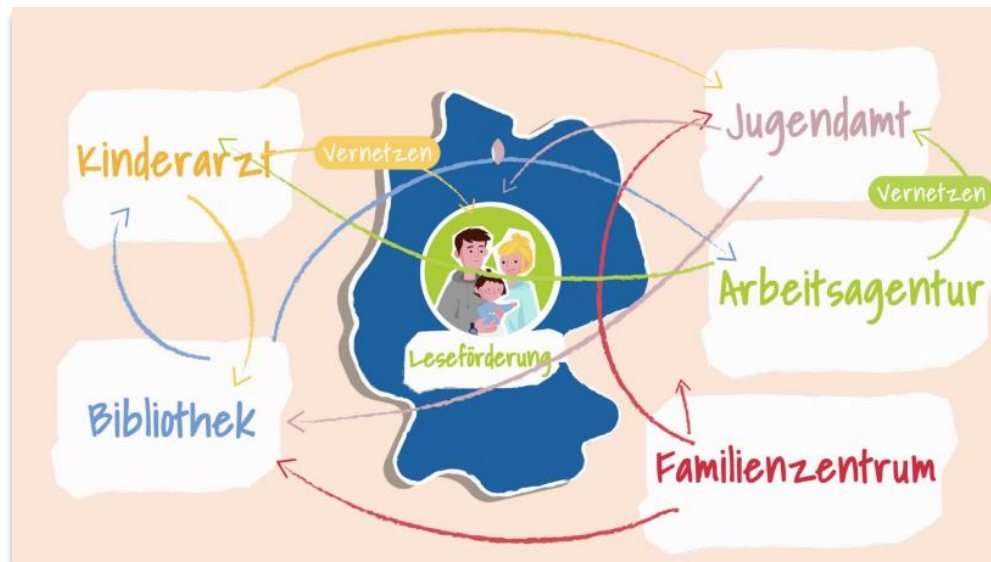 Kinderarzt
Vernetzen
Jugendamt
Vernetzen
Arbeitsagentur
Leseförderung
Bibliothek
Familienzentrum